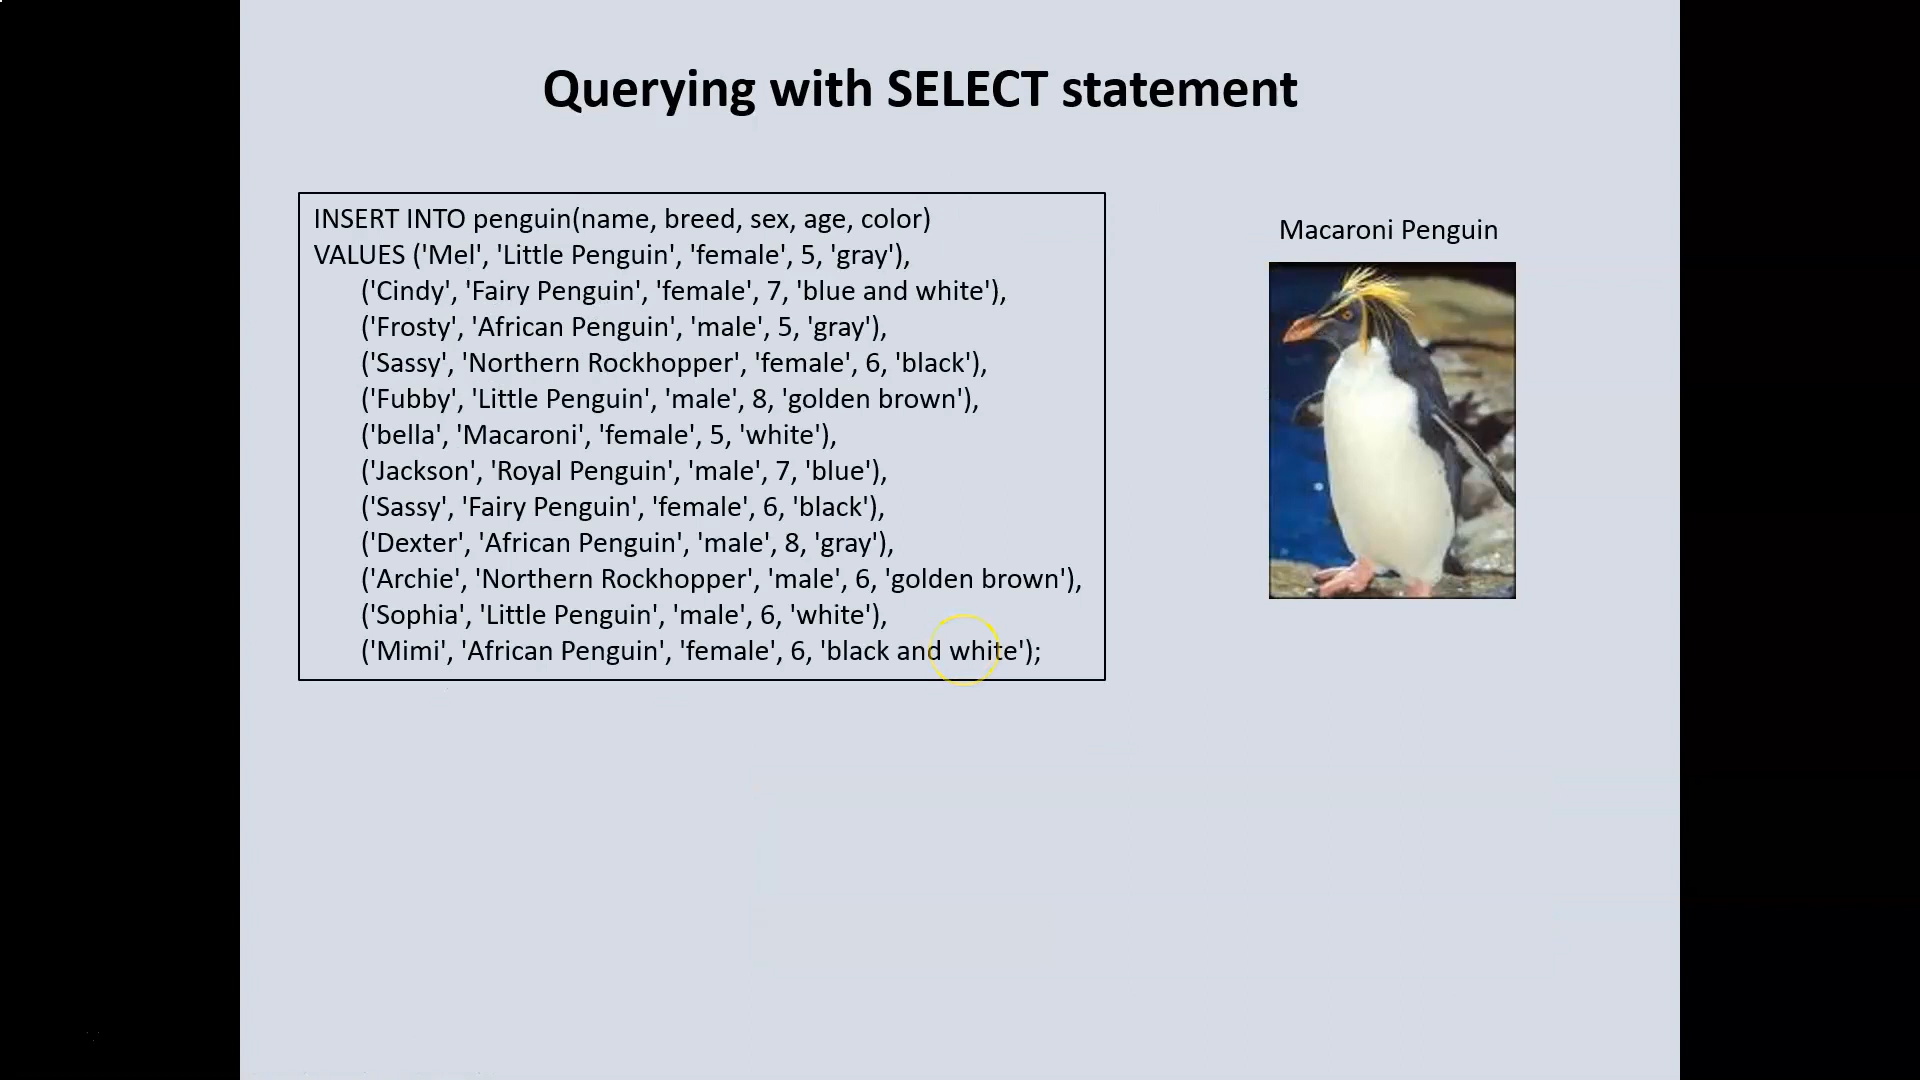 Querying with SELECT statement
INSERT INTO penguin(name, breed, sex, age, color)
VALUES ('Mel', 'Little Penguin', 'female', 5, 'gray'),
('Cindy', 'Fairy Penguin', 'female', 7, 'blue and white'),
('Frosty', 'African Penguin', 'male', 5, 'gray'),
('Sassy', 'Northern Rockhopper', 'female', 6, 'black'),
('Fubby', 'Little Penguin', 'male', 8, 'golden brown'),
('bella', 'Macaroni', 'female', 5, 'white'),
('Jackson', 'Royal Penguin', 'male', 7, 'blue'),
('Sassy', 'Fairy Penguin', 'female', 6, 'black'),
('Dexter', 'African Penguin', 'male', 8, 'gray'),
('Archie', 'Northern Rockhopper', 'male', 6, 'golden brown'),
('Sophia', 'Little Penguin', 'male', 6, 'white'),
('Mimi', 'African Penguin', 'female', 6, 'black and white');
Macaroni Penguin